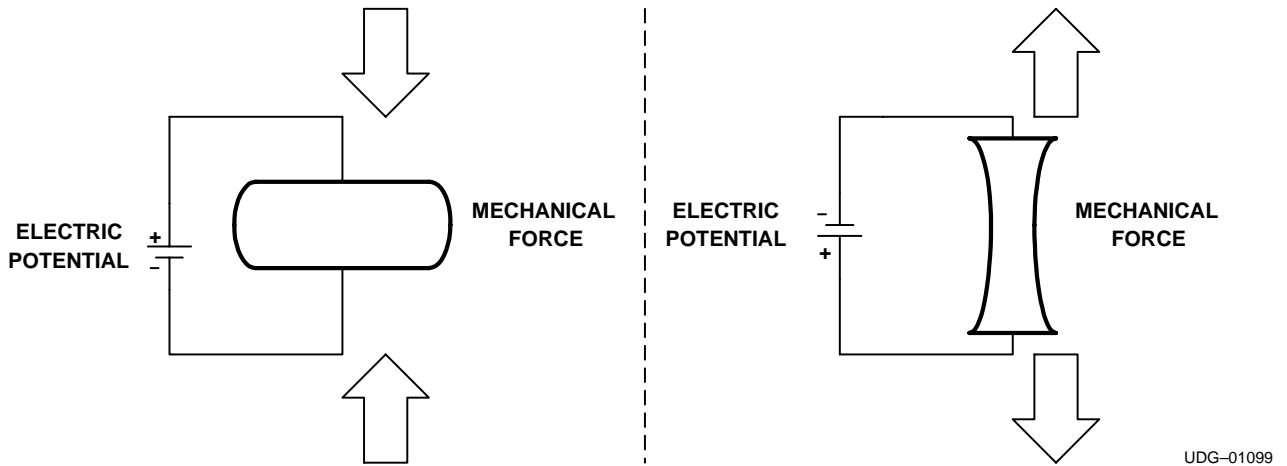 ELECTRIC
POTENTIAL
+
–
MECHANICAL
FORCE
ELECTRIC
POTENTIAL
–
+
MECHANICAL
FORCE
UDG–01099